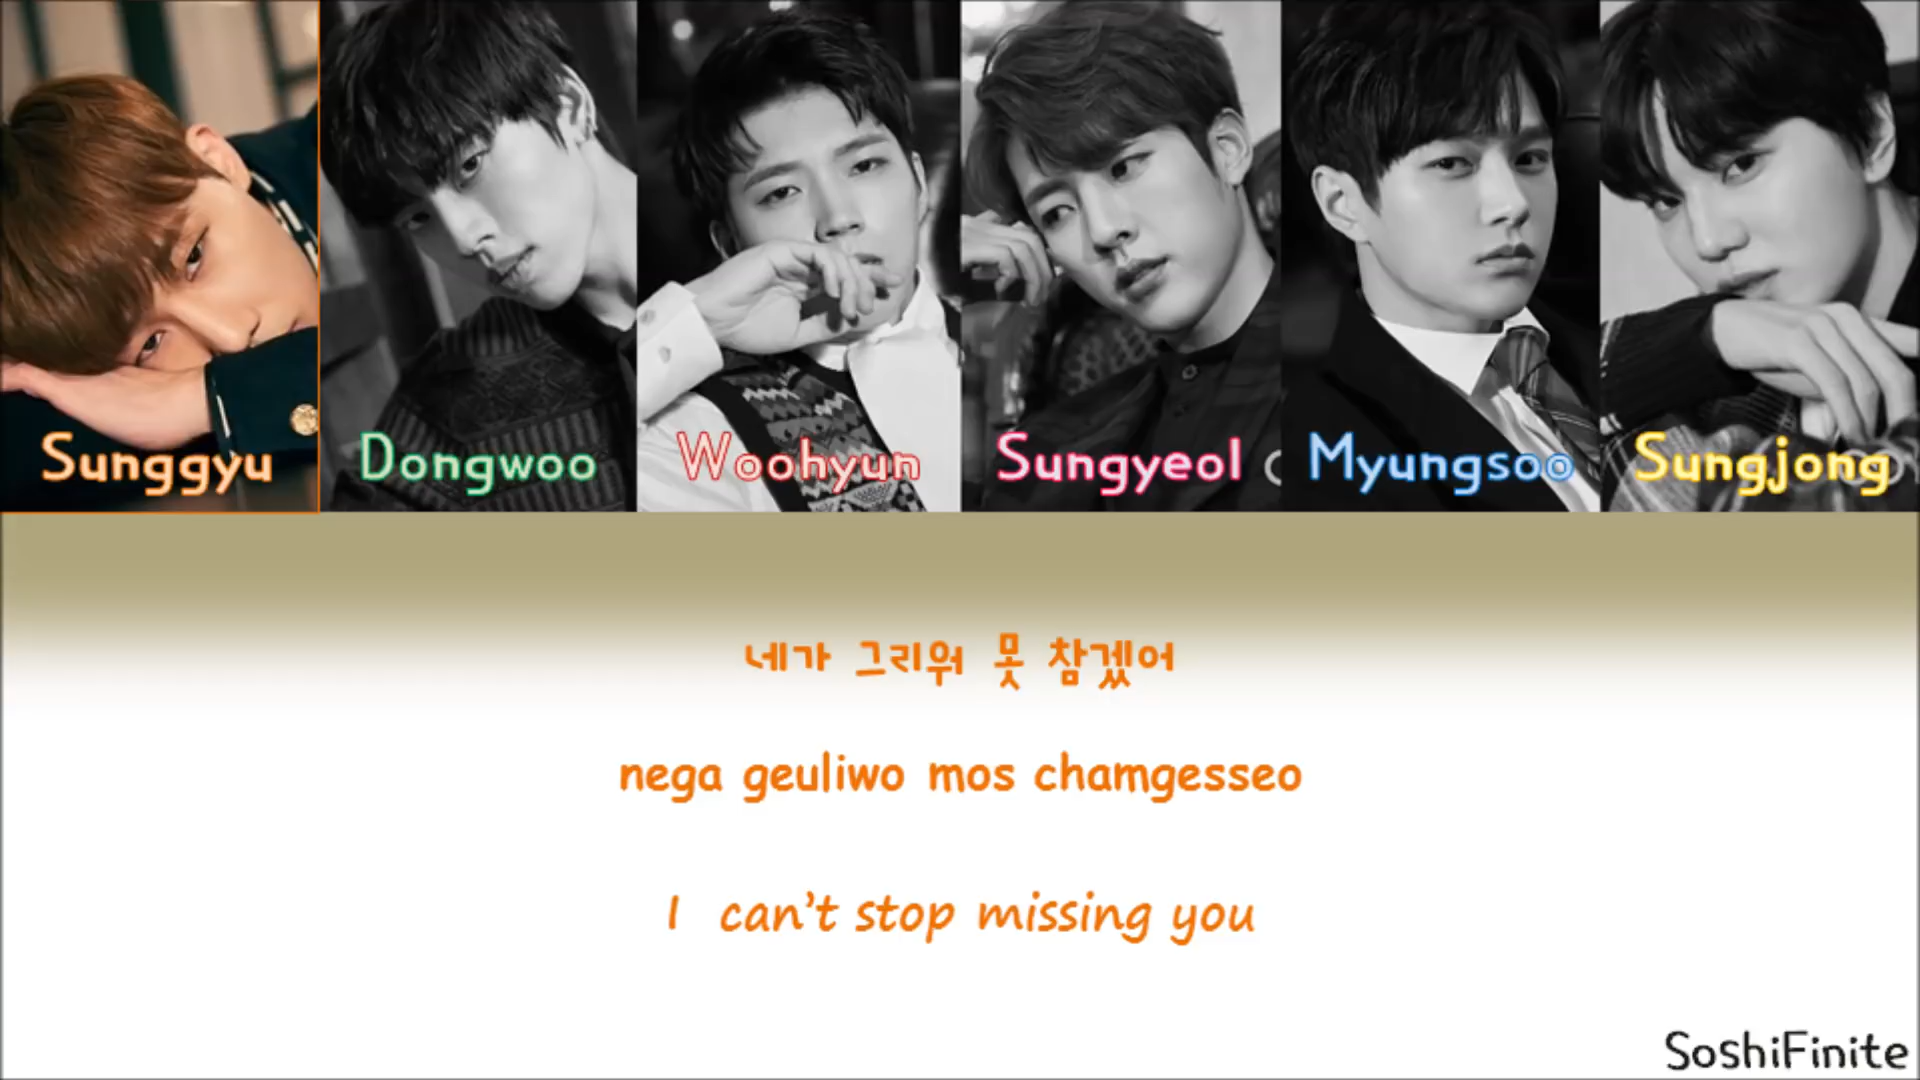 Sunggyu Dongwoo Woohyun Sungyeol Myungsoo Sungjong
네가 그리워 못 참겠어
nega geuliwo mos chamgesseo
I can't stop missing you
SoshiFinite